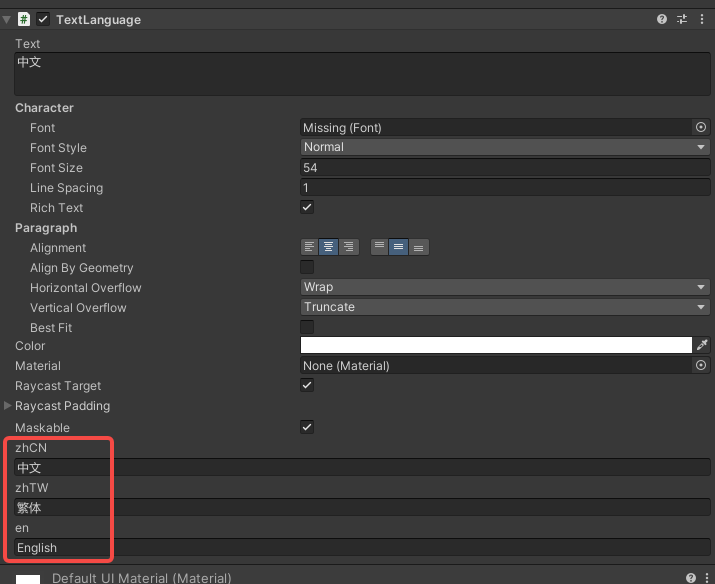 TextLanguage
Text
中文
Character
Font Missing (Font)
Font Style Normal
Font Size 54
Line Spacing 1
Rich Text
Paragraph
Alignment
Align By Geometry
Horizontal Overflow Wrap
Vertical Overflow Truncate
Best Fit
Color
Material None (Material)
Raycast Target
Raycast Padding
Maskable
zhCN
中文
zhTW
繁体
en
English
Default UI Material (Material)